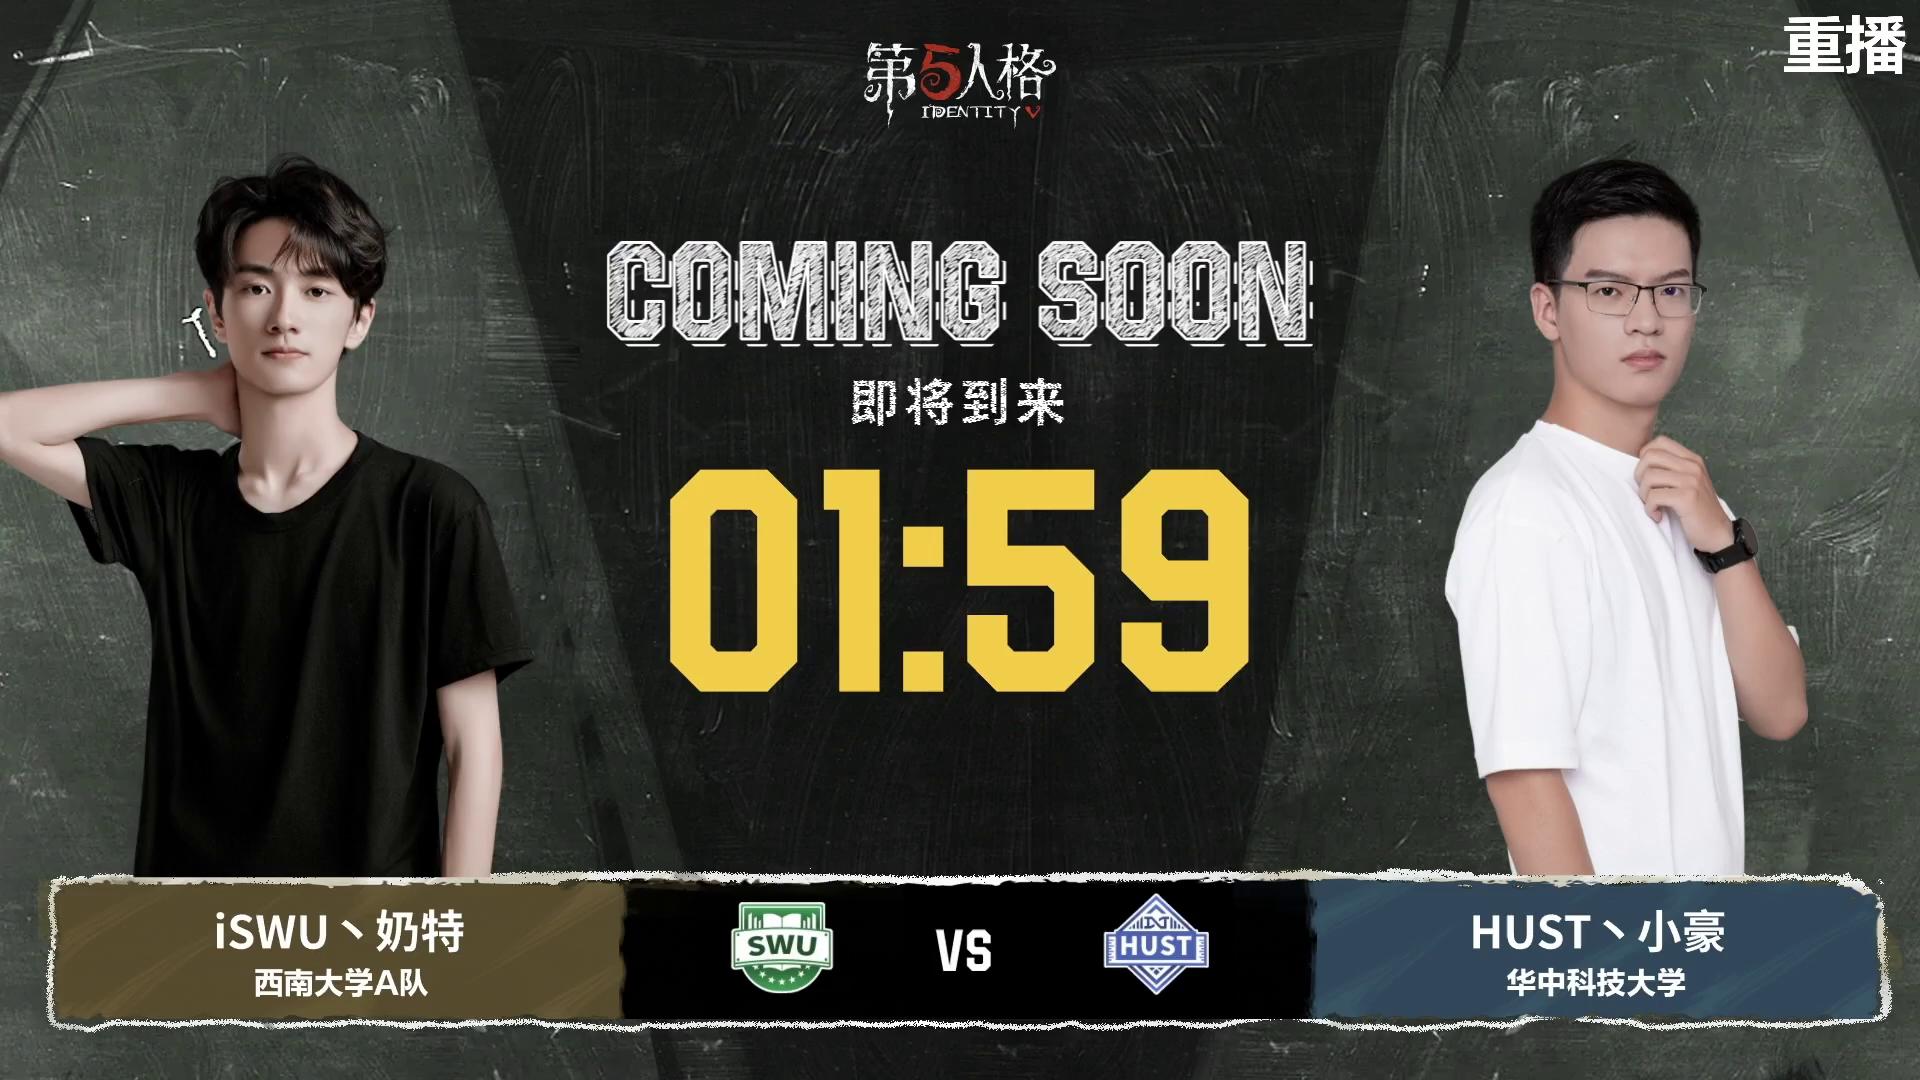 重播
第5人格
IDENTITY V
COMING SOON
即将到来
01:59
iSWU丶奶特
西南大学A队
SWU
VS
HUST
HUST丶小豪
华中科技大学